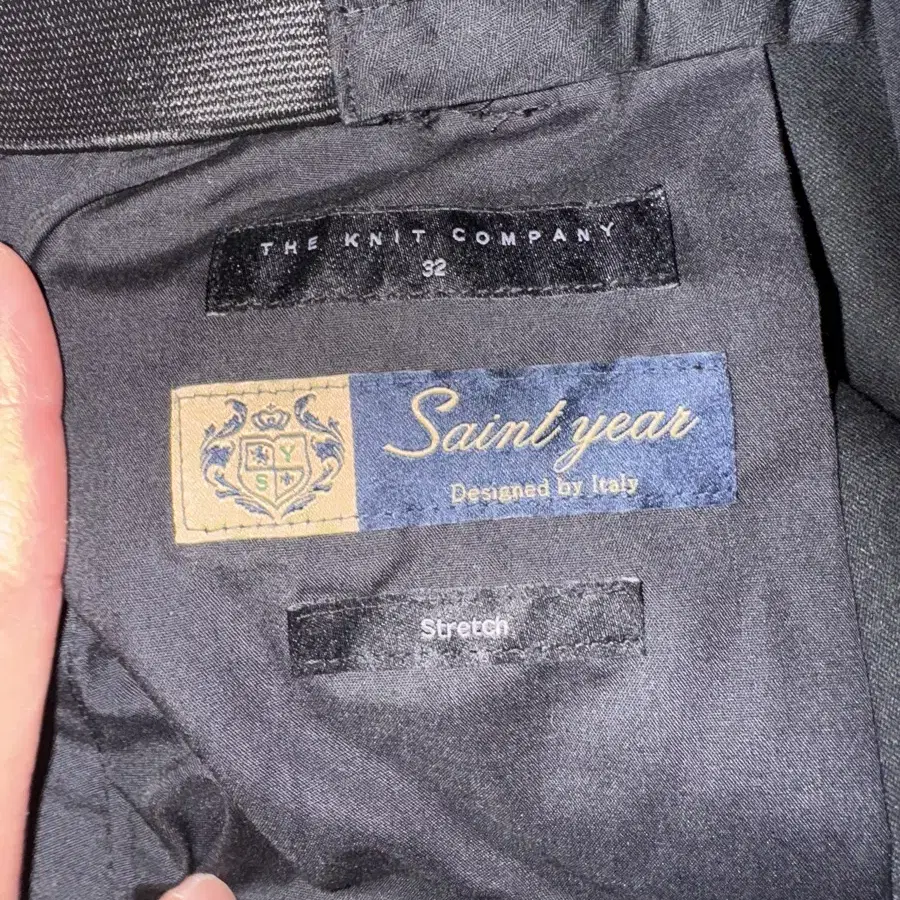 THE KNIT COMPANY
32
Y
S
Saint year
Designed by Italy
Stretch